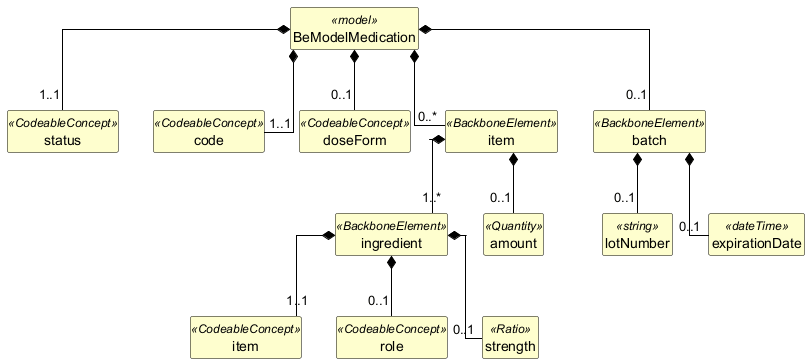 «model»
BeModelMedication
1..1
0..1
0..*
0..1
1..1
«CodeableConcept»
status
«CodeableConcept»
code
«CodeableConcept»
doseForm
«BackboneElement»
item
«BackboneElement»
batch
1..*
0..1
0..1
0..1
«BackboneElement»
ingredient
«Quantity»
amount
«string»
lotNumber
«dateTime»
expirationDate
1..1
0..1
0..1
«CodeableConcept»
item
«CodeableConcept»
role
«Ratio»
strength